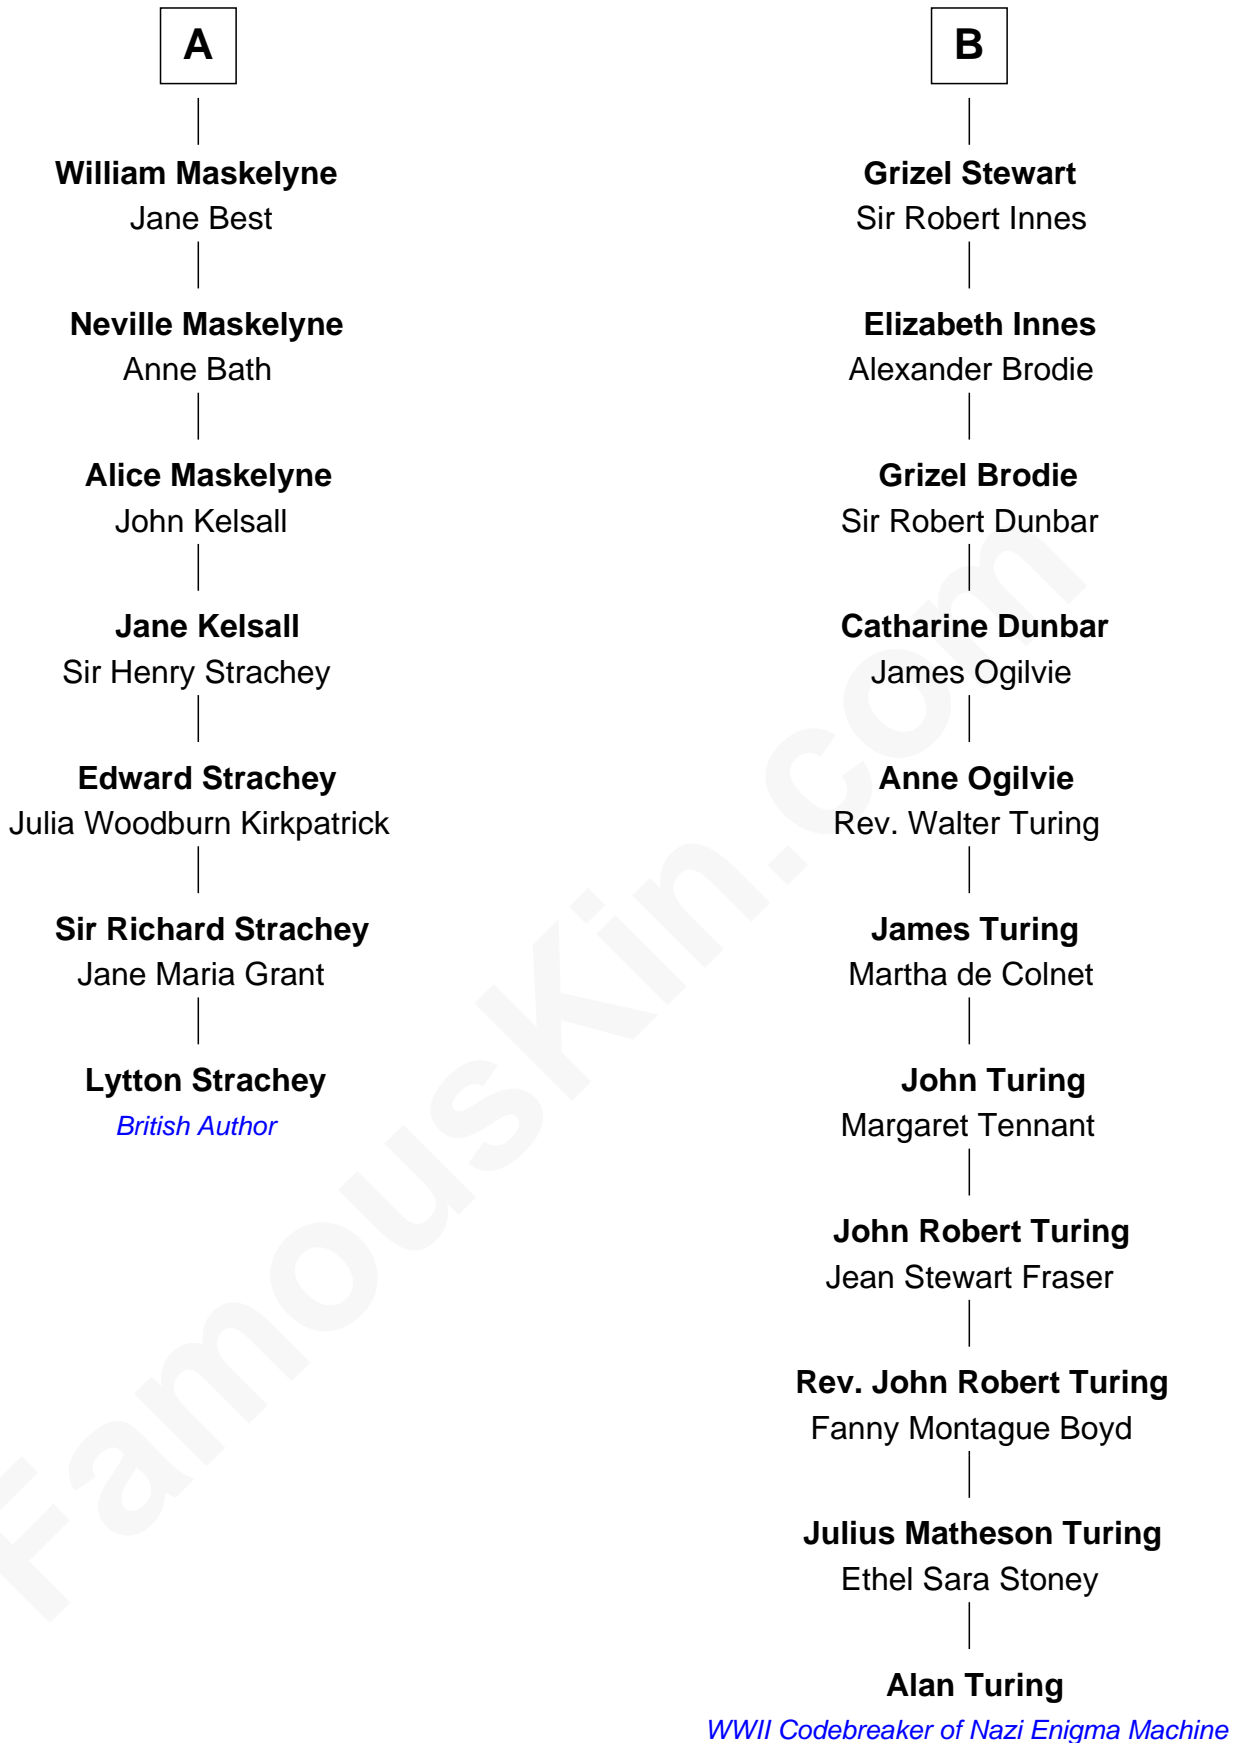 A
William Maskelyne
Jane Best
Neville Maskelyne
Anne Bath
Alice Maskelyne
John Kelsall
Jane Kelsall
Sir Henry Strachey
Edward Strachey
Julia Woodburn Kirkpatrick
Sir Richard Strachey
Jane Maria Grant
Lytton Strachey
British Author
B
Grizel Stewart
Sir Robert Innes
Elizabeth Innes
Alexander Brodie
Grizel Brodie
Sir Robert Dunbar
Catharine Dunbar
James Ogilvie
Anne Ogilvie
Rev. Walter Turing
James Turing
Martha de Colnet
John Turing
Margaret Tennant
John Robert Turing
Jean Stewart Fraser
Rev. John Robert Turing
Fanny Montague Boyd
Julius Matheson Turing
Ethel Sara Stoney
Alan Turing
WWII Codebreaker of Nazi Enigma Machine
FamousKin.com